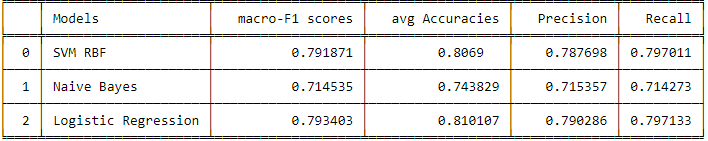 Models macro-F1 scores avg Accuracies Precision Recall
0 SVM RBF 0.791871 0.8069 0.787698 0.797011
1 Naive Bayes 0.714535 0.743829 0.715357 0.714273
2 Logistic Regression 0.793403 0.810107 0.790286 0.797133